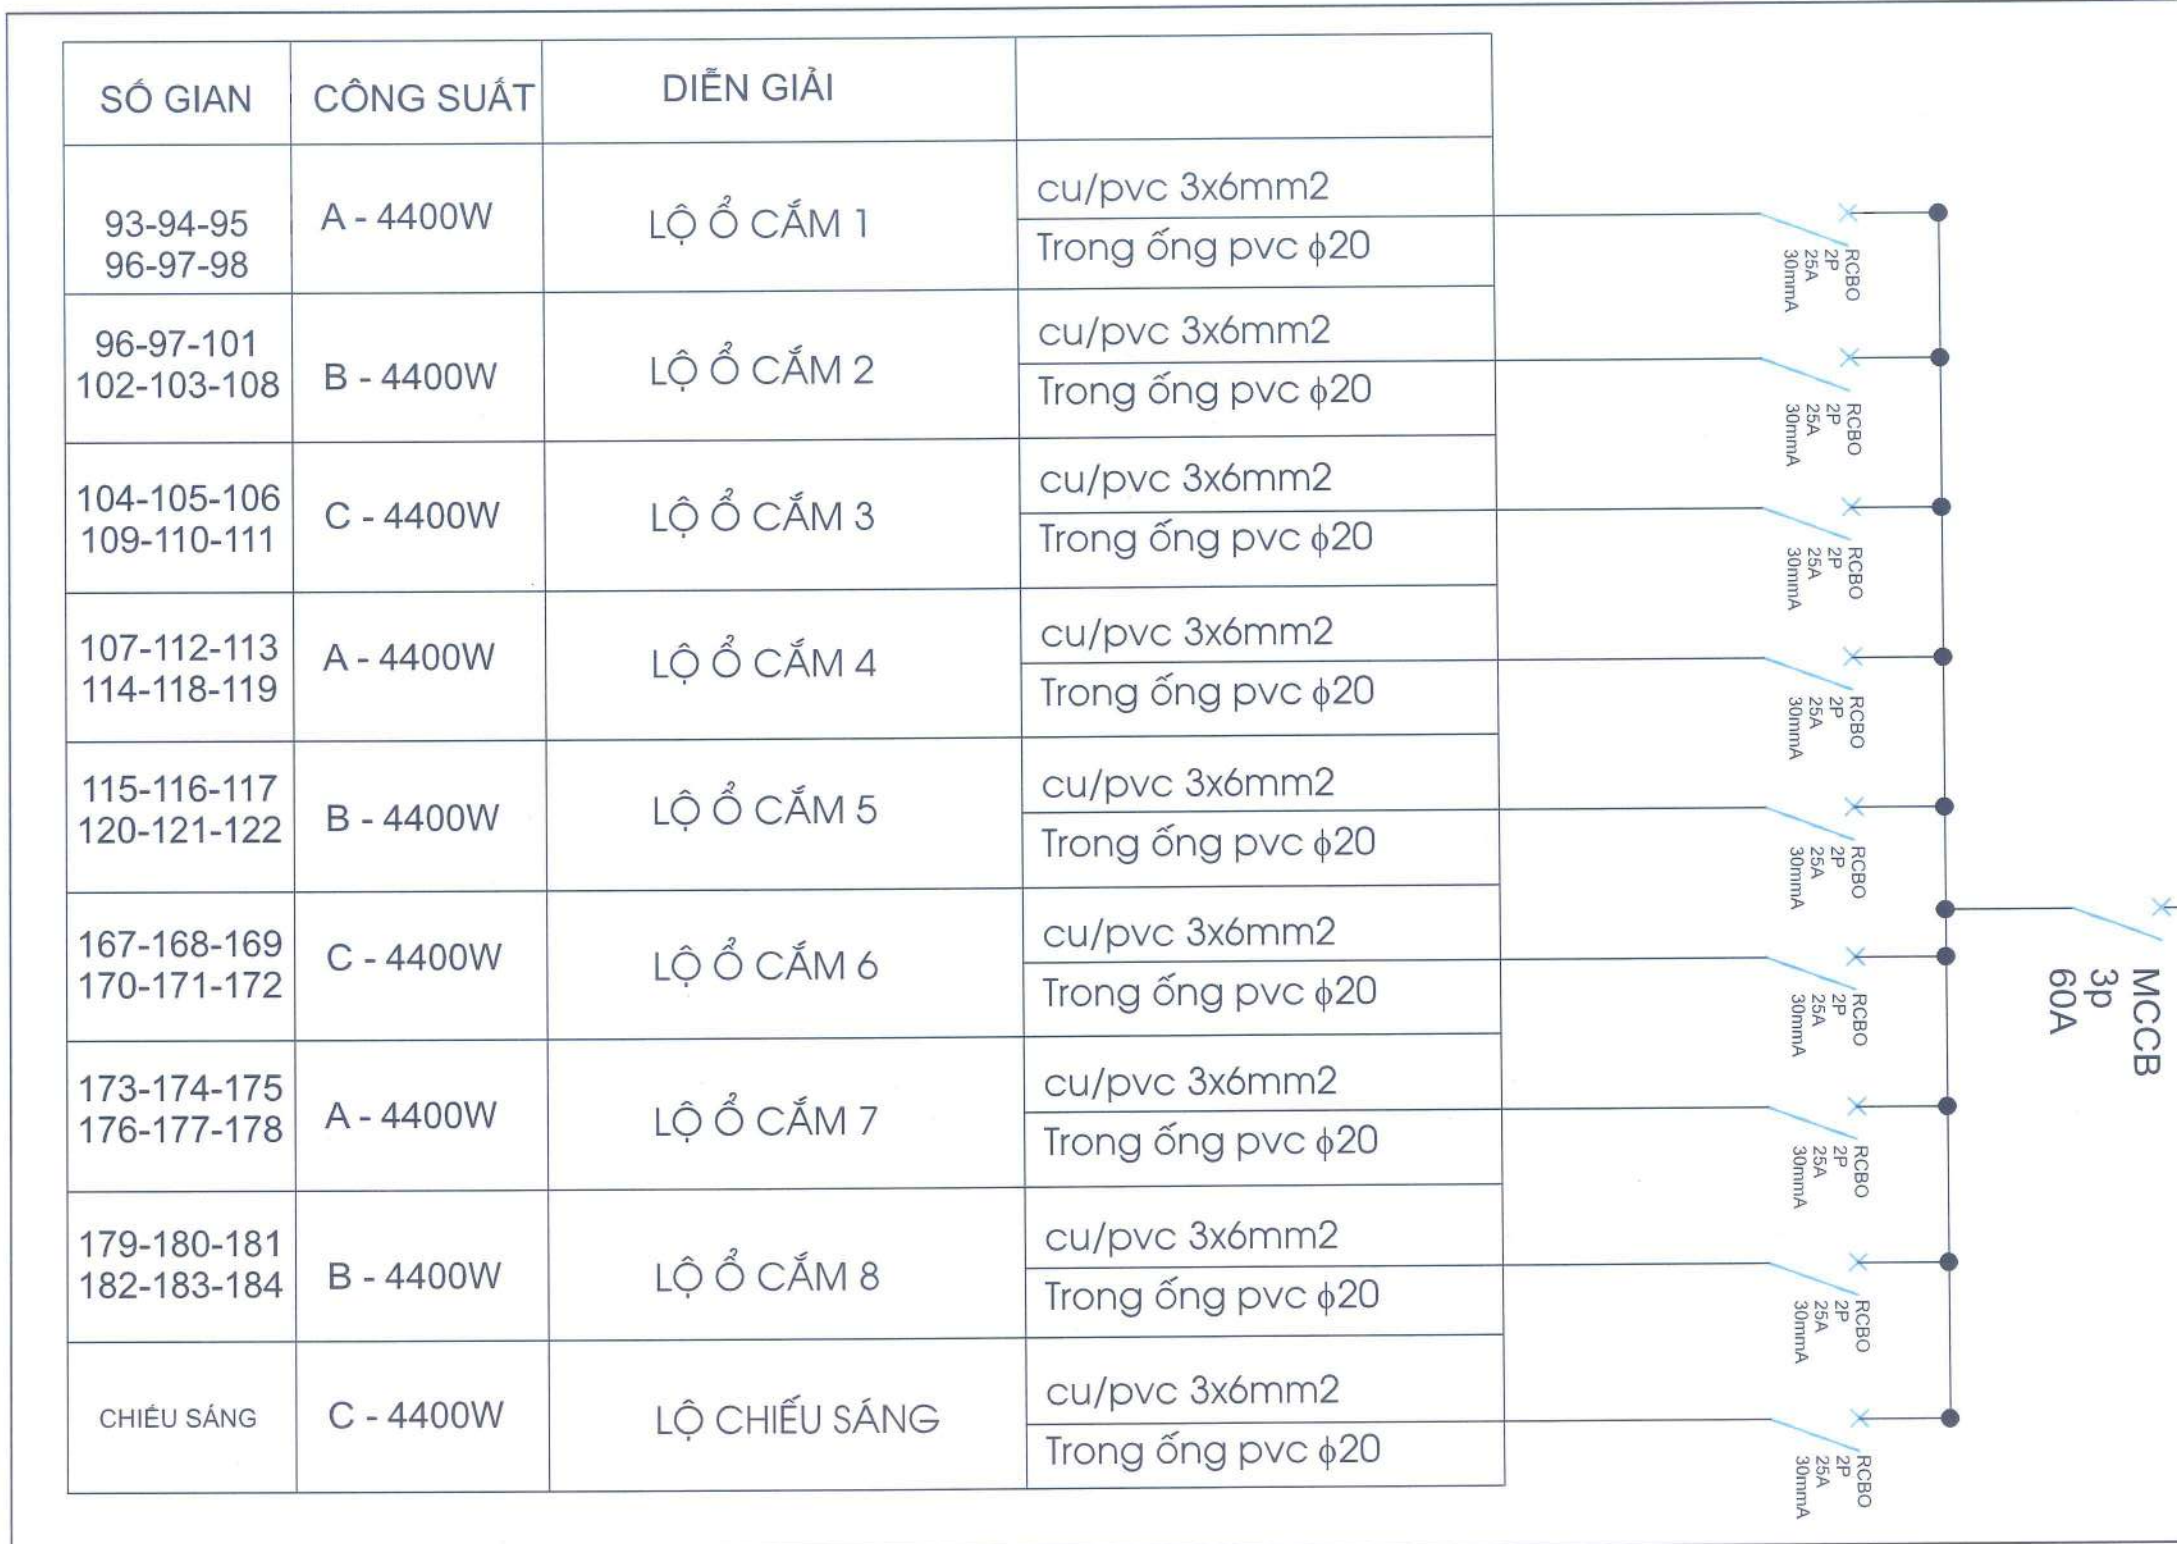 SỐ GIAN CÔNG SUẤT DIỄN GIẢI
93-94-95
96-97-98
A - 4400W
LỘ Ổ CẮM 1
cu/pvc 3x6mm2
Trong ống pvc ϕ20
RCBO
2P
25A
30mmA
96-97-101
102-103-108
B - 4400W
LỘ Ổ CẮM 2
cu/pvc 3x6mm2
Trong ống pvc ϕ20
RCBO
2P
25A
30mmA
104-105-106
109-110-111
C - 4400W
LỘ Ổ CẮM 3
cu/pvc 3x6mm2
Trong ống pvc ϕ20
RCBO
2P
25A
30mmA
107-112-113
114-118-119
A - 4400W
LỘ Ổ CẮM 4
cu/pvc 3x6mm2
Trong ống pvc ϕ20
RCBO
2P
25A
30mmA
115-116-117
120-121-122
B - 4400W
LỘ Ổ CẮM 5
cu/pvc 3x6mm2
Trong ống pvc ϕ20
RCBO
2P
25A
30mmA
167-168-169
170-171-172
C - 4400W
LỘ Ổ CẮM 6
cu/pvc 3x6mm2
Trong ống pvc ϕ20
RCBO
2P
25A
30mmA
MCCB
3p
60A
173-174-175
176-177-178
A - 4400W
LỘ Ổ CẮM 7
cu/pvc 3x6mm2
Trong ống pvc ϕ20
RCBO
2P
25A
30mmA
179-180-181
182-183-184
B - 4400W
LỘ Ổ CẮM 8
cu/pvc 3x6mm2
Trong ống pvc ϕ20
RCBO
2P
25A
30mmA
CHIẾU SÁNG
C - 4400W
LỘ CHIẾU SÁNG
cu/pvc 3x6mm2
Trong ống pvc ϕ20
RCBO
2P
25A
30mmA